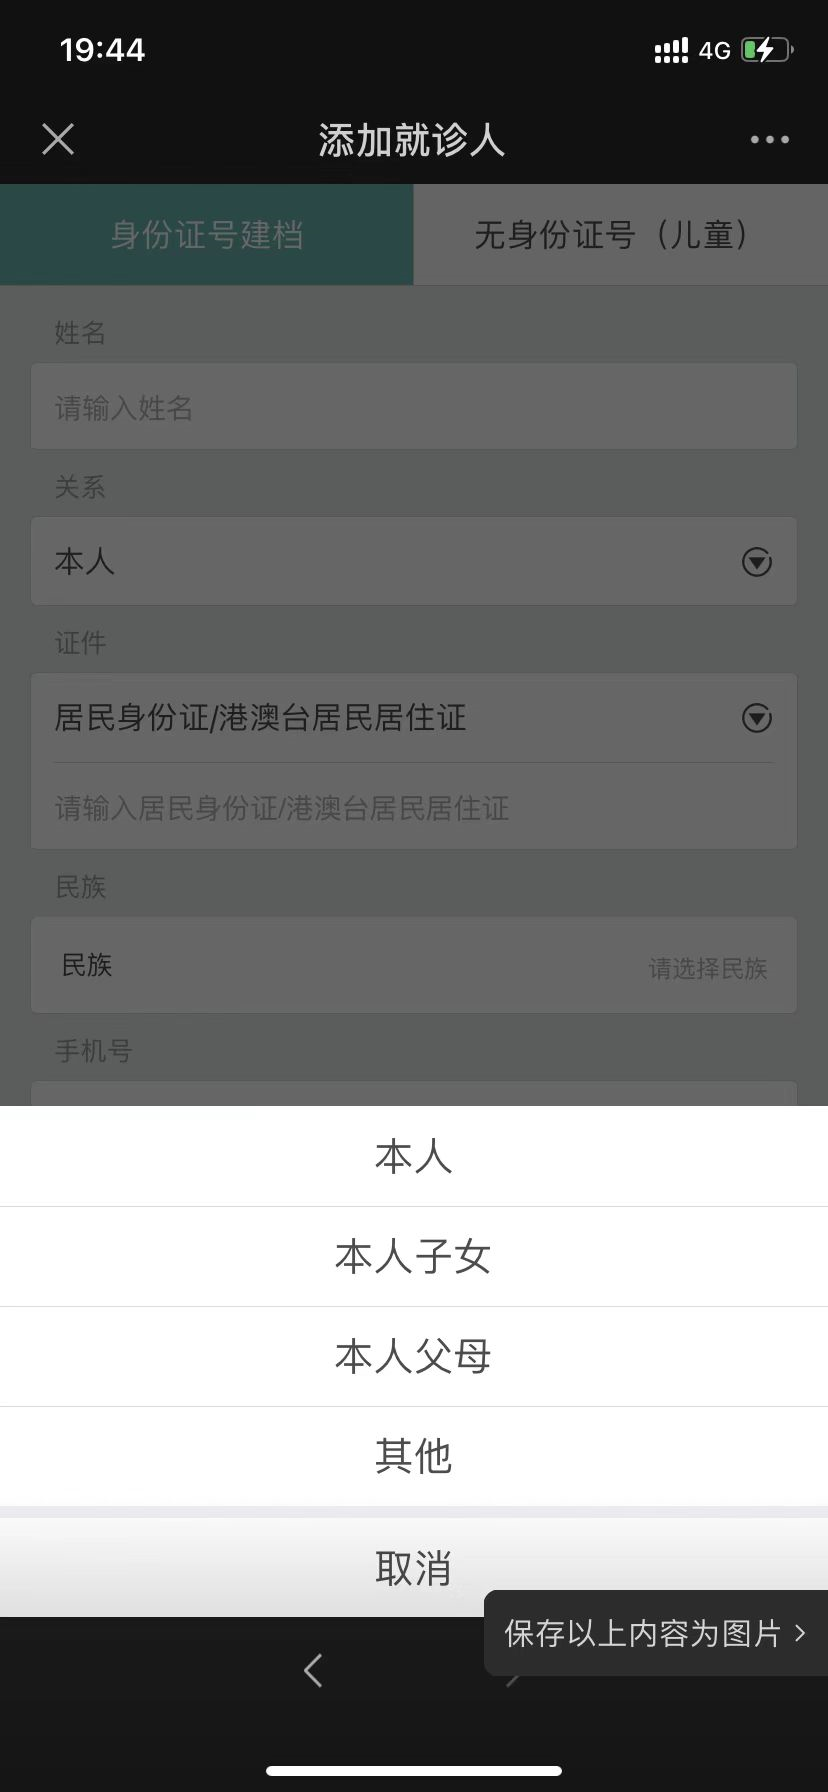 19:44
4G
添加就诊人
身份证号建档
无身份证号（儿童）
姓名
请输入姓名
关系
本人
证件
居民身份证/港澳台居民居住证
请输入居民身份证/港澳台居民居住证
民族
民族
请选择民族
手机号
本人
本人子女
本人父母
其他
取消
保存以上内容为图片